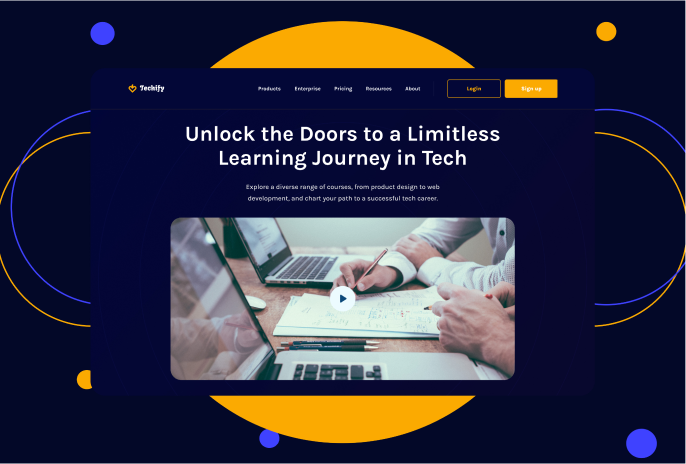 Techify
Products Enterprise Pricing Resources About Login Sign up
Unlock the Doors to a Limitless
Learning Journey in Tech
Explore a diverse range of courses, from product design to web
development, and chart your path to a successful tech career.